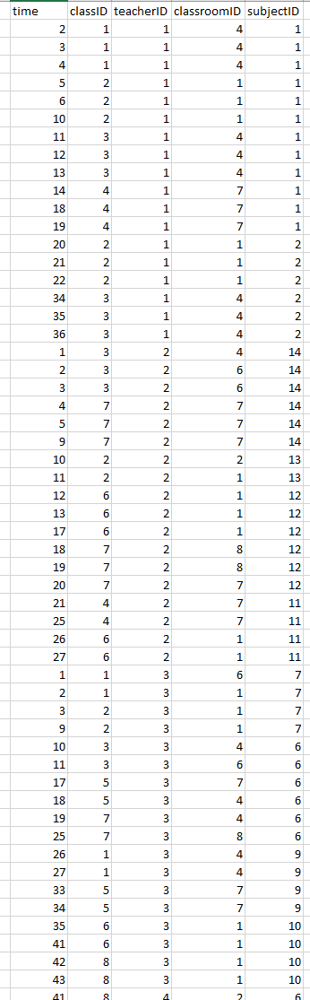 time classID teacherID classroomID subjectID
2 1 1 4 1
3 1 1 4 1
4 1 1 4 1
5 2 1 1 1
6 2 1 1 1
10 2 1 1 1
11 3 1 4 1
12 3 1 4 1
13 3 1 4 1
14 4 1 7 1
18 4 1 7 1
19 4 1 7 1
20 2 1 1 2
21 2 1 1 2
22 2 1 1 2
34 3 1 4 2
35 3 1 4 2
36 3 1 4 2
1 3 2 4 14
2 3 2 6 14
3 3 2 6 14
4 7 2 7 14
5 7 2 7 14
9 7 2 7 14
10 2 2 2 13
11 2 2 1 13
12 6 2 1 12
13 6 2 1 12
17 6 2 1 12
18 7 2 8 12
19 7 2 8 12
20 7 2 7 12
21 4 2 7 11
25 4 2 7 11
26 6 2 1 11
27 6 2 1 11
1 1 3 6 7
2 1 3 1 7
3 2 3 1 7
9 2 3 1 7
10 3 3 4 6
11 3 3 6 6
17 5 3 7 6
18 5 3 4 6
19 7 3 4 6
25 7 3 8 6
26 1 3 4 9
27 1 3 4 9
33 5 3 7 9
34 5 3 7 9
35 6 3 1 10
41 6 3 1 10
42 8 3 1 10
43 8 3 1 10
41 8 4 2 6